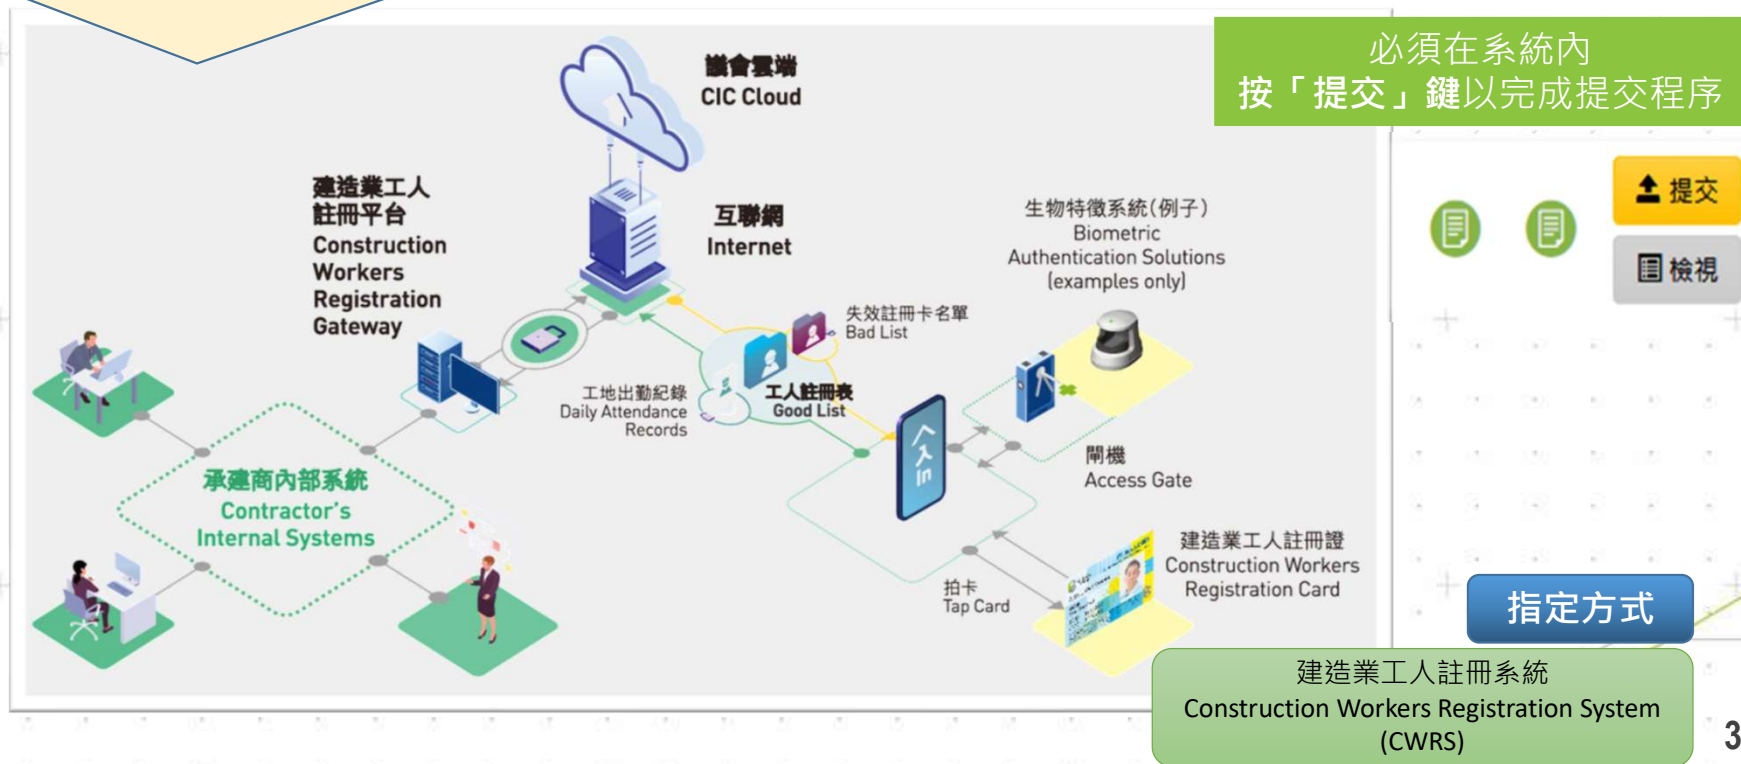 必須在系統內
按「提交」鍵以完成提交程序
議會雲端
CIC Cloud
建造業工人
註冊平台
Construction
Workers
Registration
Gateway
互聯網
Internet
生物特徵系統(例子)
Biometric
Authentication Solutions
(examples only)
提交
檢視
失效註冊卡名單
Bad List
工地出勤紀錄
Daily Attendance
Records
工人註冊表
Good List
入
In
閘機
Access Gate
承建商內部系統
Contractor's
Internal Systems
建造業工人註冊證
Construction Workers
Registration Card
拍卡
Tap Card
指定方式
建造業工人註冊系統
Construction Workers Registration System
(CWRS)
3